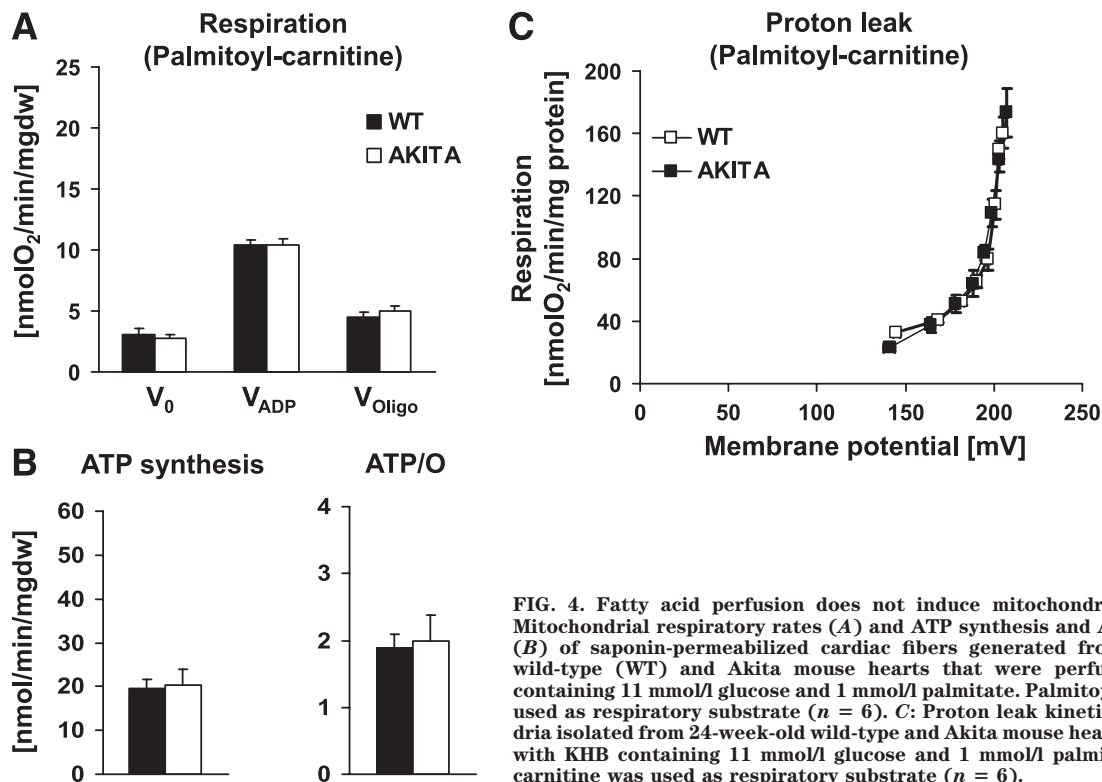 A
Respiration
(Palmitoyl-carnitine)
[nmolO2/min/mgdw]
25
20
15
10
5
0
WT
AKITA
V0
VADP
VOligo
C
Proton leak
(Palmitoyl-carnitine)
Respiration
[nmolO2/min/mg protein]
200
160
120
80
40
0
WT
AKITA
0
50
100
150
200
250
Membrane potential [mV]
B
ATP synthesis
[nmol/min/mgdw]
60
50
40
30
20
10
0
ATP/O
4
3
2
1
0
FIG. 4. Fatty acid perfusion does not induce mitochondr
Mitochondrial respiratory rates (A) and ATP synthesis and A
(B) of saponin-permeabilized cardiac fibers generated fro
wild-type (WT) and Akita mouse hearts that were perfu
containing 11 mmol/l glucose and 1 mmol/l palmitate. Palmitoy
used as respiratory substrate (n = 6). C: Proton leak kineti
dria isolated from 24-week-old wild-type and Akita mouse hea
with KHB containing 11 mmol/l glucose and 1 mmol/l palmi
carnitine was used as respiratory substrate (n = 6).